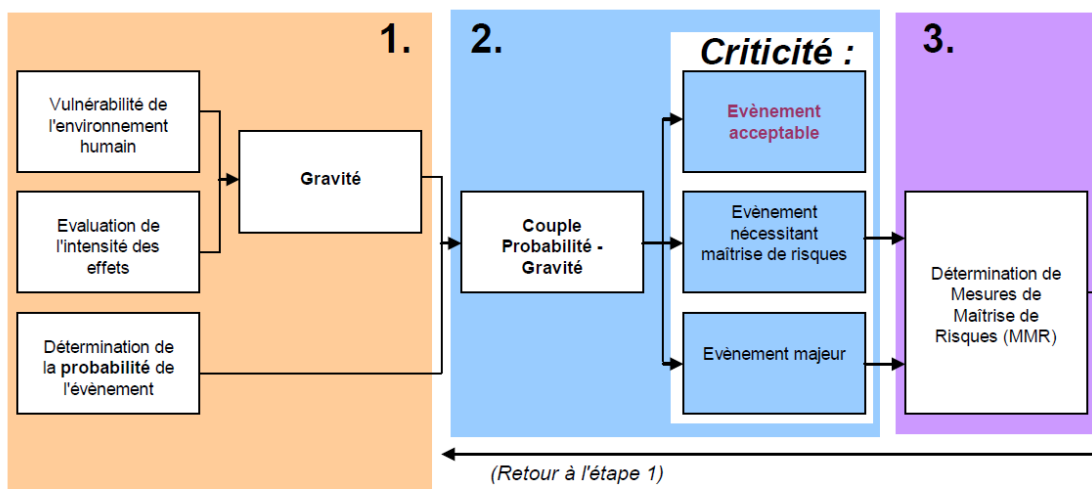 1.
Vulnérabilité de
l'environnement
humain
Evaluation de
l'intensité des
effets
Détermination de
la probabilité de
l'évènement
Gravité
2.
Couple
Probabilité -
Gravité
Criticité :
Evènement
acceptable
Evènement
nécessitant
maîtrise de risques
Evènement majeur
3.
Détermination de
Mesures de
Maîtrise de
Risques (MMR)
(Retour à l'étape 1)